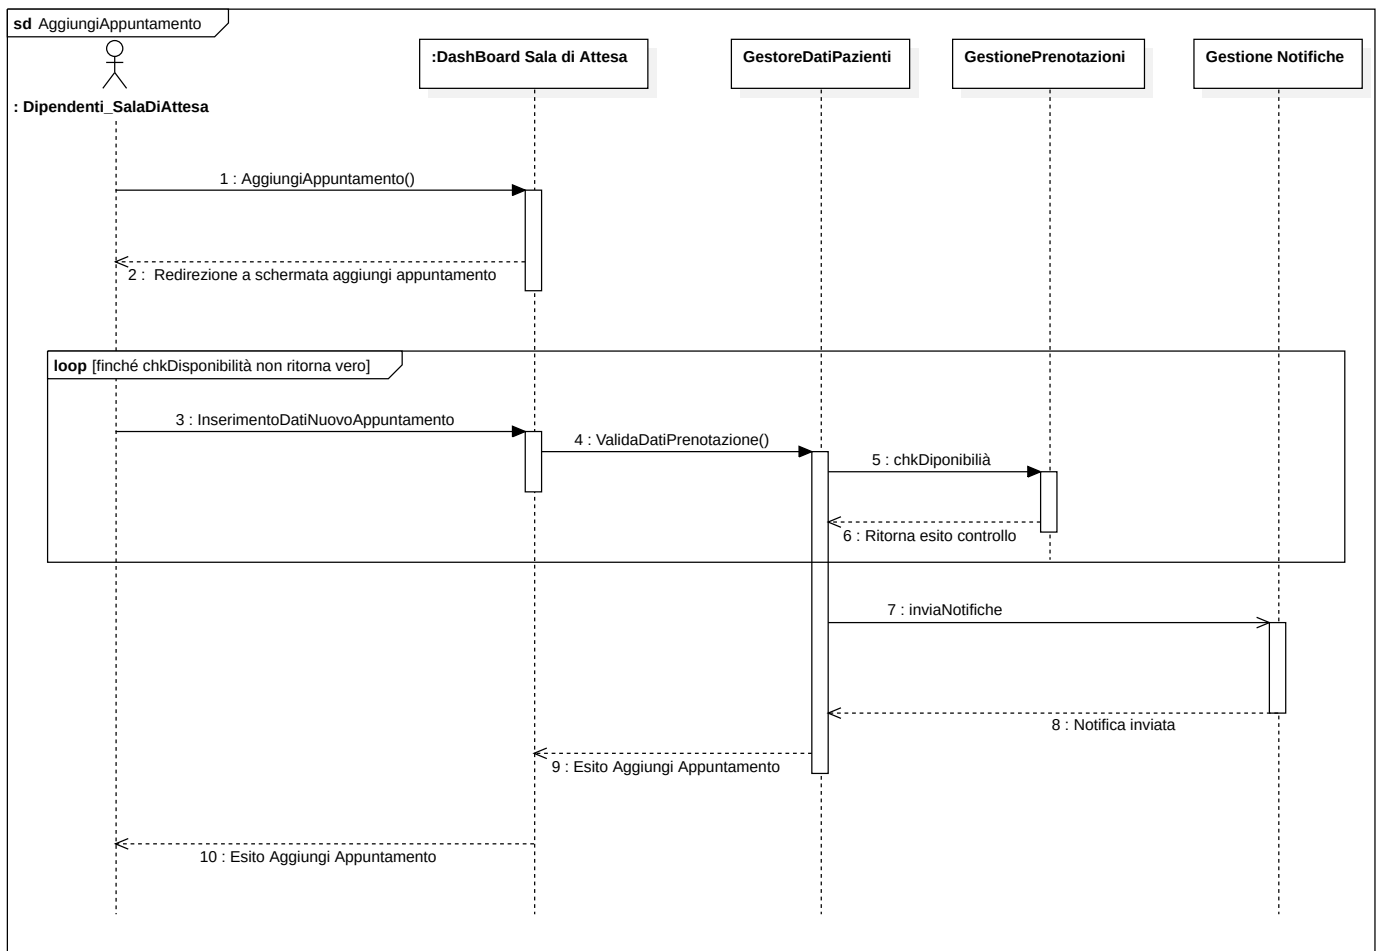 sd AggiungiAppuntamento
:DashBoard Sala di Attesa
GestoreDatiPazienti
GestionePrenotazioni
Gestione Notifiche
: Dipendenti_SalaDiAttesa
1 : AggiungiAppuntamento()
2 : Redirezione a schermata aggiungi appuntamento
loop [finché chkDisponibilità non ritorna vero]
3 : InserimentoDatiNuovoAppuntamento
4 : ValidaDatiPrenotazione()
5 : chkDiponibilià
6 : Ritorna esito controllo
7 : inviaNotifiche
8 : Notifica inviata
9 : Esito Aggiungi Appuntamento
10 : Esito Aggiungi Appuntamento